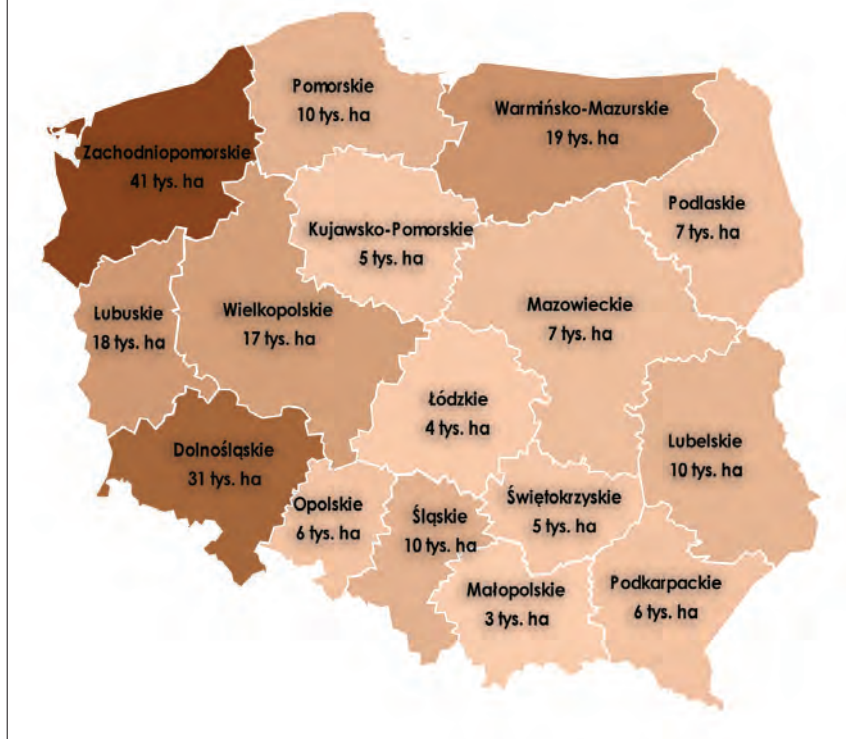 Pomorskie
10 tys. ha
Warmińsko-Mazurskie
19 tys. ha
Zachodniopomorskie
41 tys. ha
Podlaskie
7 tys. ha
Kujawsko-Pomorskie
5 tys. ha
Mazowieckie
7 tys. ha
Lubuskie
18 tys. ha
Wielkopolskie
17 tys. ha
Łódzkie
4 tys. ha
Lubelskie
10 tys. ha
Dolnośląskie
31 tys. ha
Opolskie
6 tys. ha
Śląskie
10 tys. ha
Świętokrzyskie
5 tys. ha
Małopolskie
3 tys. ha
Podkarpackie
6 tys. ha